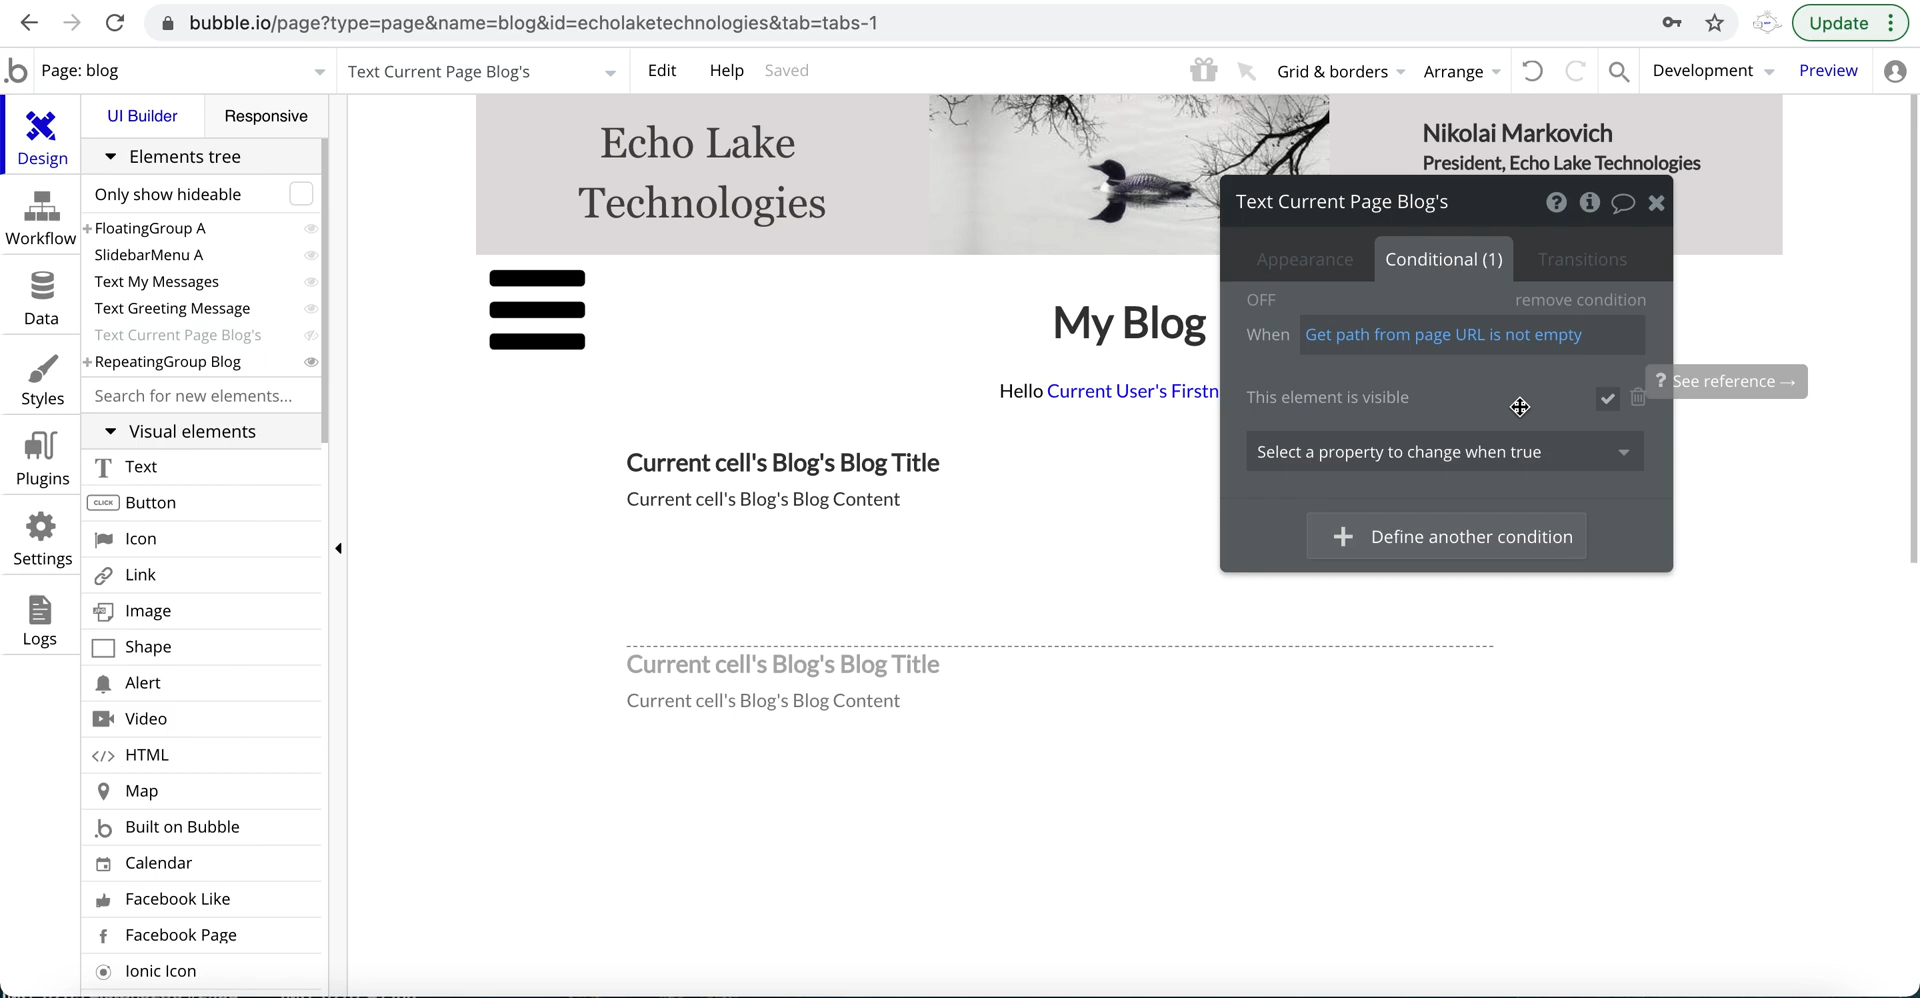 bubble.io/page?type=page&name=blog&id=echolaketechnologies&tab=tabs-1
Update
Page: blog
Text Current Page Blog's
Edit
Help
Saved
Grid & borders
Arrange
Development
Preview
Design
Workflow
Data
Styles
Plugins
Settings
Logs
UI Builder
Responsive
Elements tree
Only show hideable
FloatingGroup A
SlidebarMenu A
Text My Messages
Text Greeting Message
Text Current Page Blog's
RepeatingGroup Blog
Search for new elements...
Visual elements
Text
CLICK Button
Icon
Link
Image
Shape
Alert
Video
</> HTML
Map
Built on Bubble
Calendar
Facebook Like
Facebook Page
Ionic Icon
Echo Lake
Technologies
Nikolai Markovich
President, Echo Lake Technologies
My Blog
Hello Current User's Firstn
Current cell's Blog's Blog Title
Current cell's Blog's Blog Content
Current cell's Blog's Blog Title
Current cell's Blog's Blog Content
Text Current Page Blog's
Appearance
Conditional (1)
Transitions
OFF
remove condition
When Get path from page URL is not empty
? See reference →
This element is visible
Select a property to change when true
Define another condition